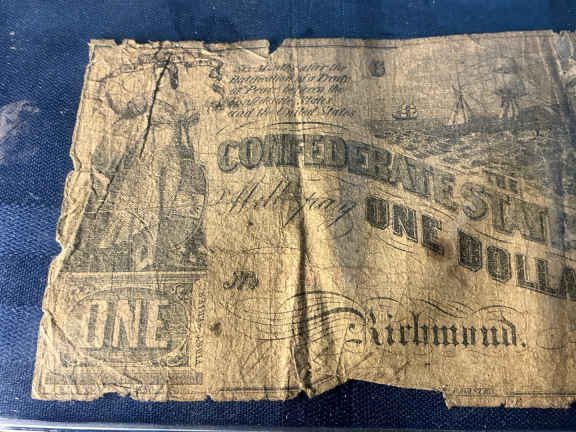 Six Months after the
Ratification of a Treaty
of Peace between the
Confederate States
and the United States
THE
CONFEDERATE STATE
Will pay
ONE DOLLA
No
Richmond.
ONE